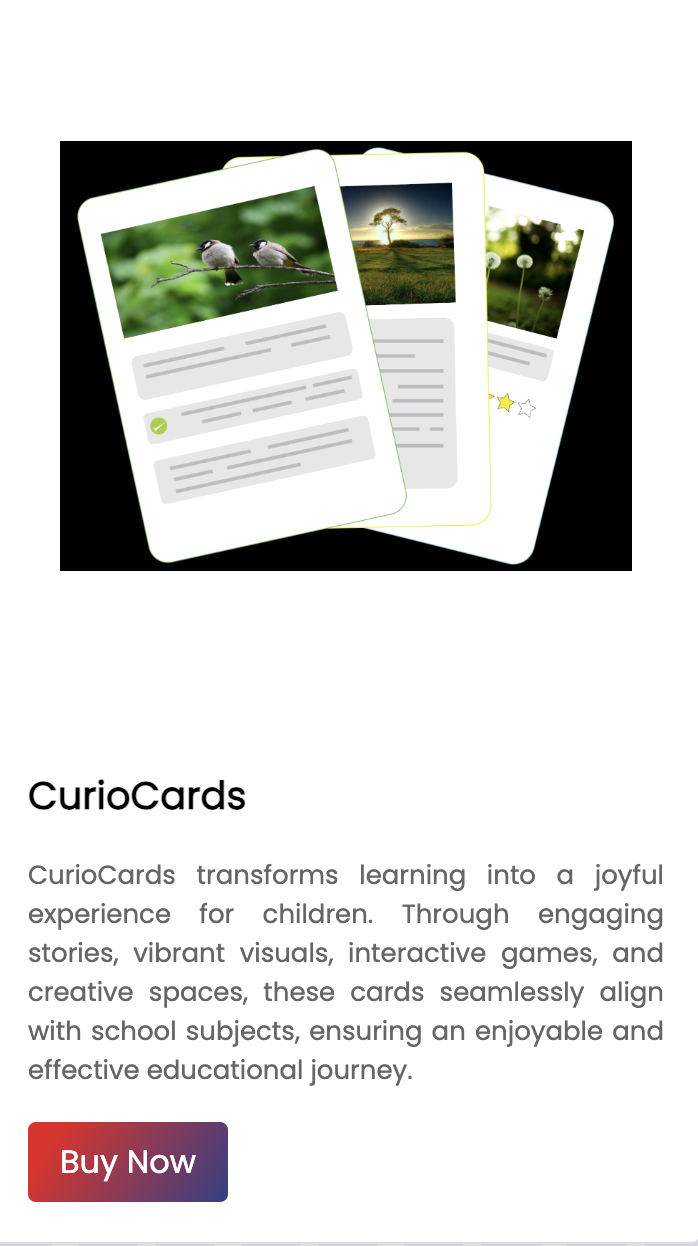 CurioCards
CurioCards transforms learning into a joyful
experience for children. Through engaging
stories, vibrant visuals, interactive games, and
creative spaces, these cards seamlessly align
with school subjects, ensuring an enjoyable and
effective educational journey.
Buy Now